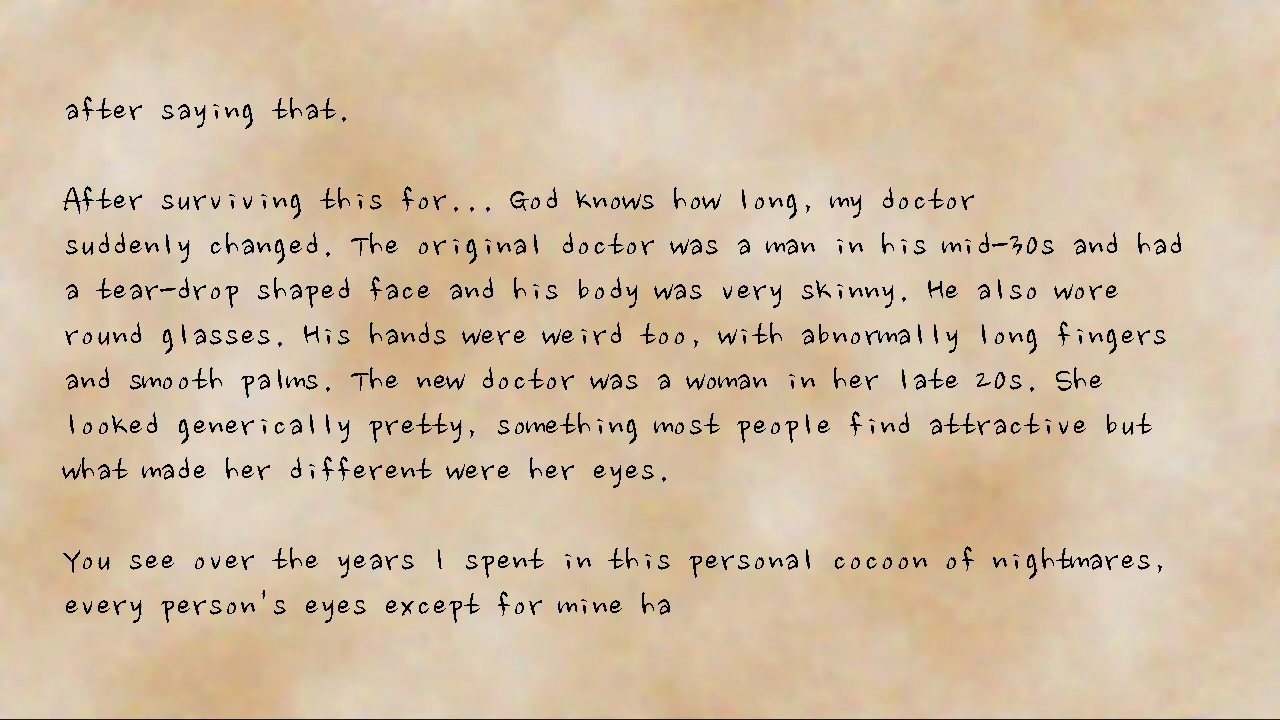 after saying that.
After surviving this for... God knows how long, my doctor
suddenly changed. The original doctor was a man in his mid-30s and had
a tear-drop shaped face and his body was very skinny. He also wore
round glasses. His hands were weird too, with abnormally long fingers
and smooth palms. The new doctor was a woman in her late 20s. She
looked generically pretty, something most people find attractive but
what made her different were her eyes.
You see over the years I spent in this personal cocoon of nightmares,
every person's eyes except for mine ha